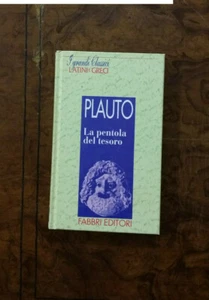 I grandi Classici
LATINI e GRECI
PLAUTO
La pentola
del tesoro
FABBRI EDITORI